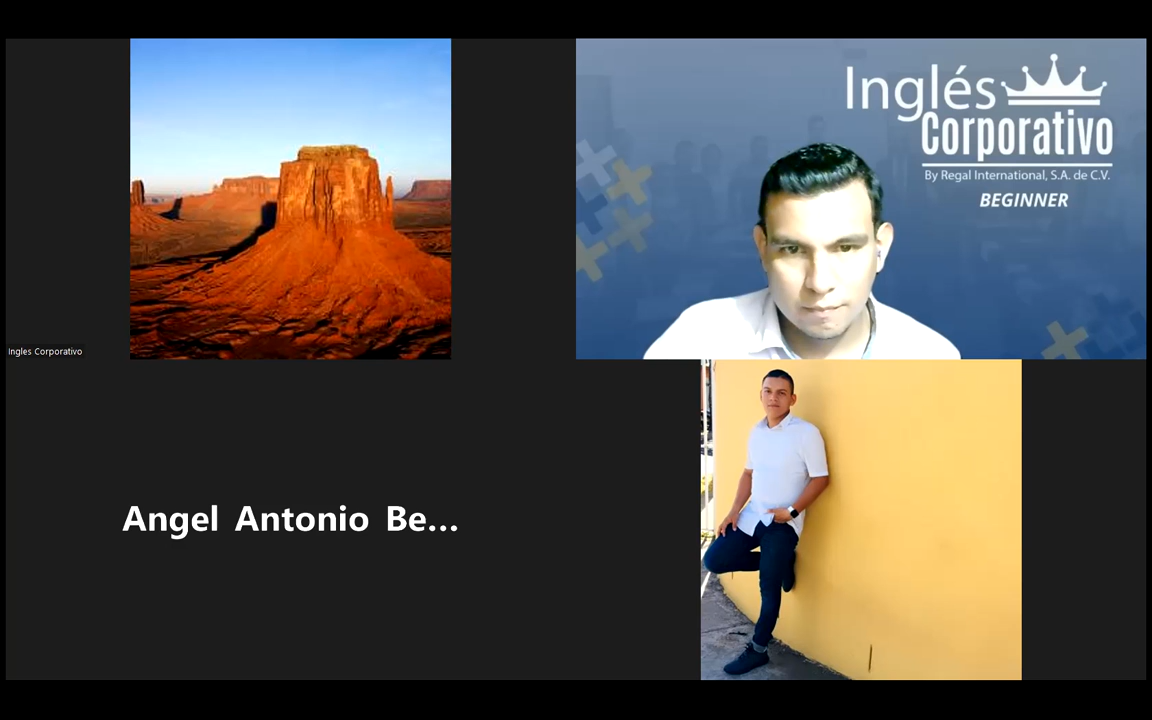 Inglés
Corporativo
By Regal International, S.A. de C.V.
BEGINNER
Ingles Corporativo
Angel Antonio Be...